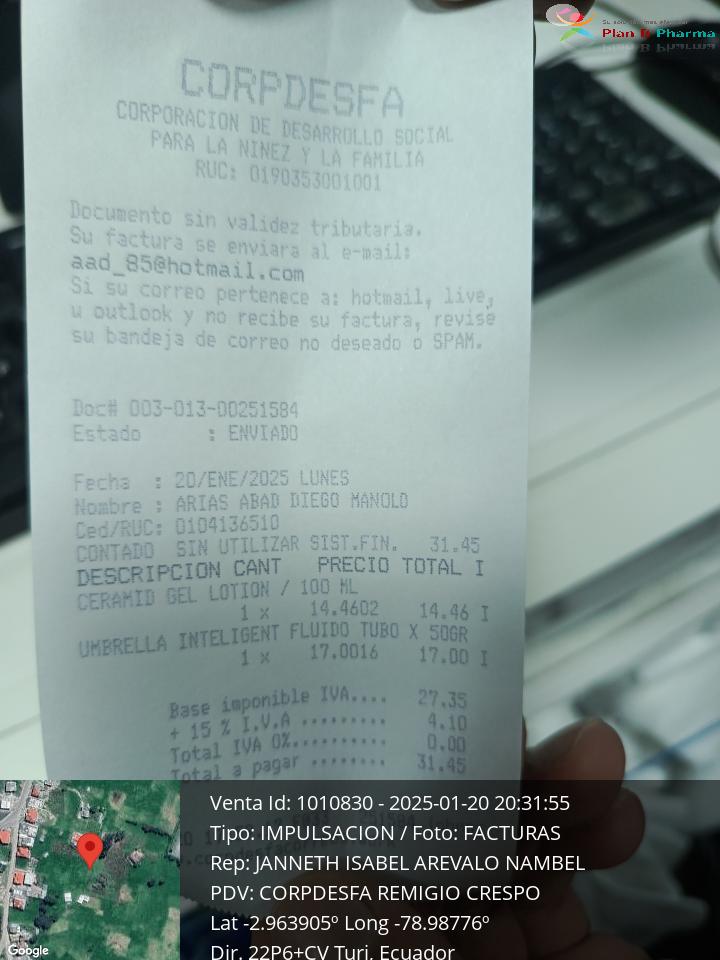 Plan B Pharma
CORPDESFA
CORPORACION DE DESARROLLO SOCIAL
PARA LA NINEZ Y LA FAMILIA
RUC: 0190353001001
Documento sin validez tributaria.
Su factura se enviara al e-mail:
aad_85@hotmail.com
Si su correo pertenece a: hotmail, live,
u outlook y no recibe su factura, revise
su bandeja de correo no deseado o SPAM.
Doc# 003-013-00251584
Estado : ENVIADO
Fecha : 20/ENE/2025 LUNES
Nombre : ARIAS ABAD DIEGO MANOLO
Ced/RUC: 0104136510
CONTADO SIN UTILIZAR SIST.FIN. 31.45
DESCRIPCION CANT PRECIO TOTAL I
CERAMID GEL LOTION / 100 ML
1 x 14.4602 14.46 I
UMBRELLA INTELIGENT FLUIDO TUBO X 50GR
1 x 17.0016 17.00 I
Base imponible IVA.... 27.35
+ 15 % I.V.A ......... 4.10
Total IVA 0%.......... 0.00
Total a pagar ........ 31.45
Venta Id: 1010830 - 2025-01-20 20:31:55
Tipo: IMPULSACION / Foto: FACTURAS
Rep: JANNETH ISABEL AREVALO NAMBEL
PDV: CORPDESFA REMIGIO CRESPO
Lat -2.963905º Long -78.98776º
Dir. 22P6+CV Turi, Ecuador
Google